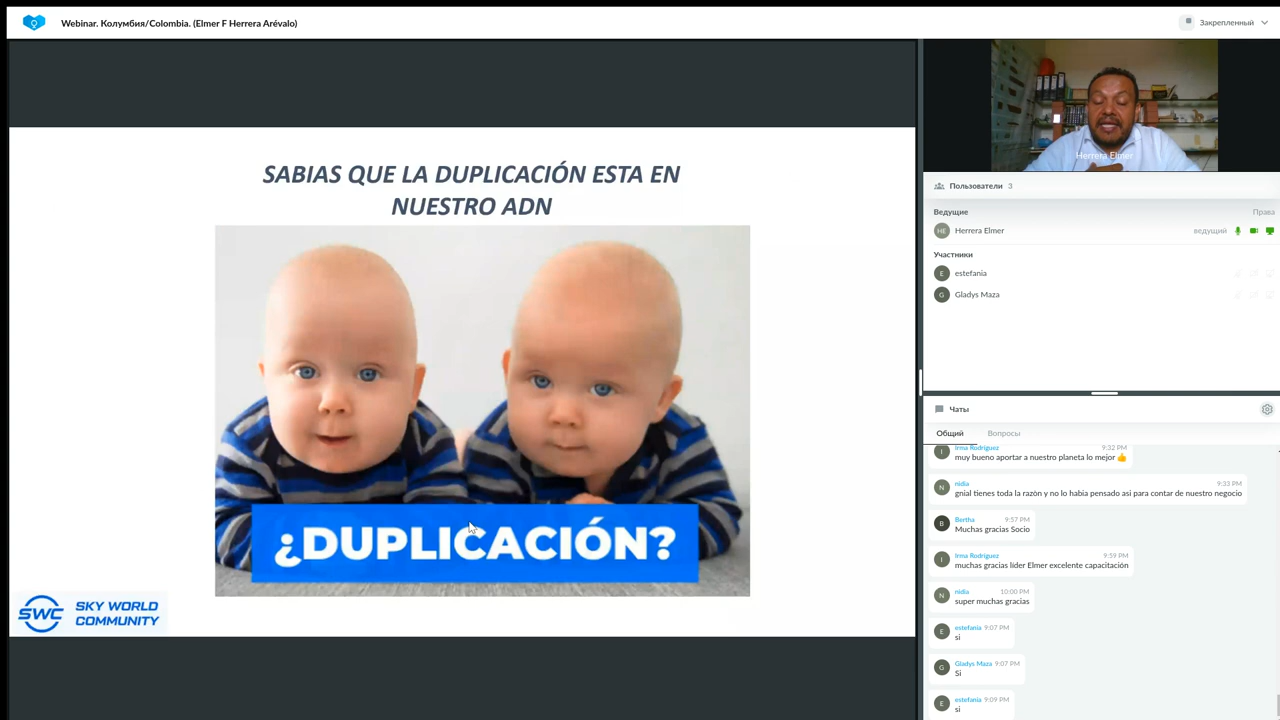 Webinar. Колумбия/Colombia. (Elmer F Herrera Arévalo)
Закрепленный
SABIAS QUE LA DUPLICACIÓN ESTA EN
NUESTRO ADN
¿DUPLICACIÓN?
SWC SKY WORLD
COMMUNITY
Herrera Elmer
Пользователи 3
Ведущие Права
HE Herrera Elmer ведущий
Участники
E estefania
G Gladys Maza
Чаты
Общий Вопросы
I Irma Rodriguez 9:32 PM
muy bueno aportar a nuestro planeta lo mejor 👍
N nidia 9:33 PM
gnial tienes toda la razòn y no lo habia pensado asi para contar de nuestro negocio
B Bertha 9:57 PM
Muchas gracias Socio
I Irma Rodriguez 9:59 PM
muchas gracias líder Elmer excelente capacitación
N nidia 10:00 PM
super muchas gracias
E estefania 9:07 PM
si
G Gladys Maza 9:07 PM
Si
E estefania 9:09 PM
si